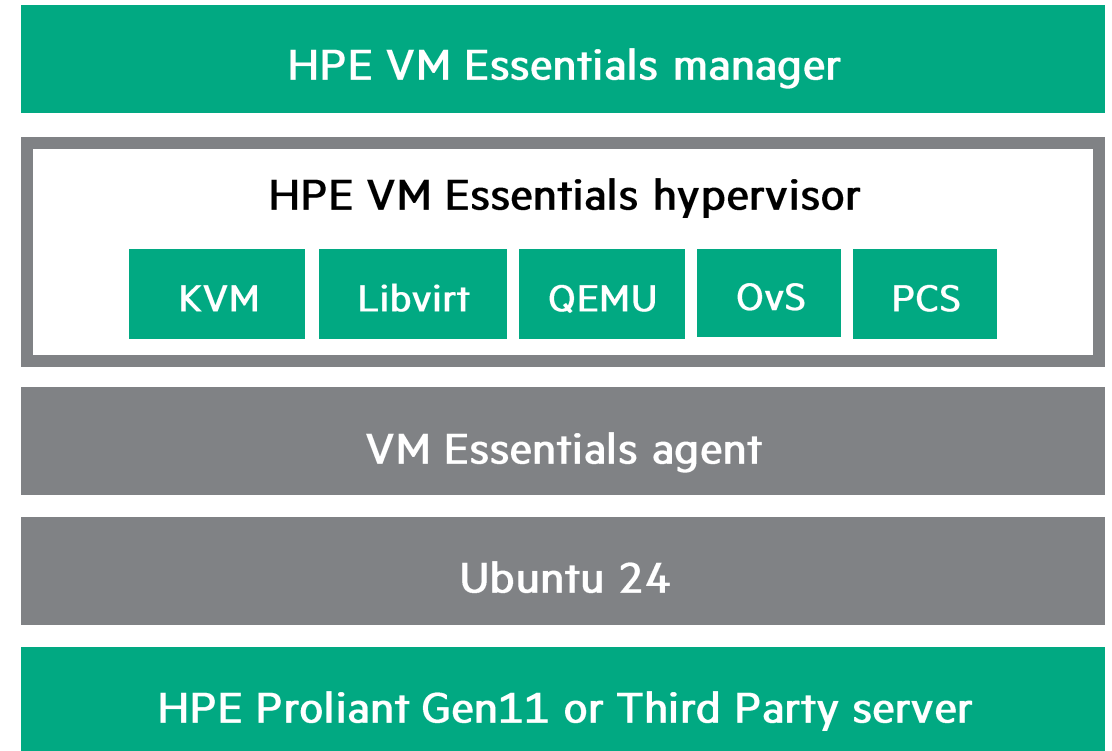 HPE VM Essentials manager
HPE VM Essentials hypervisor
KVM
Libvirt
QEMU
OvS
PCS
VM Essentials agent
Ubuntu 24
HPE Proliant Gen11 or Third Party server